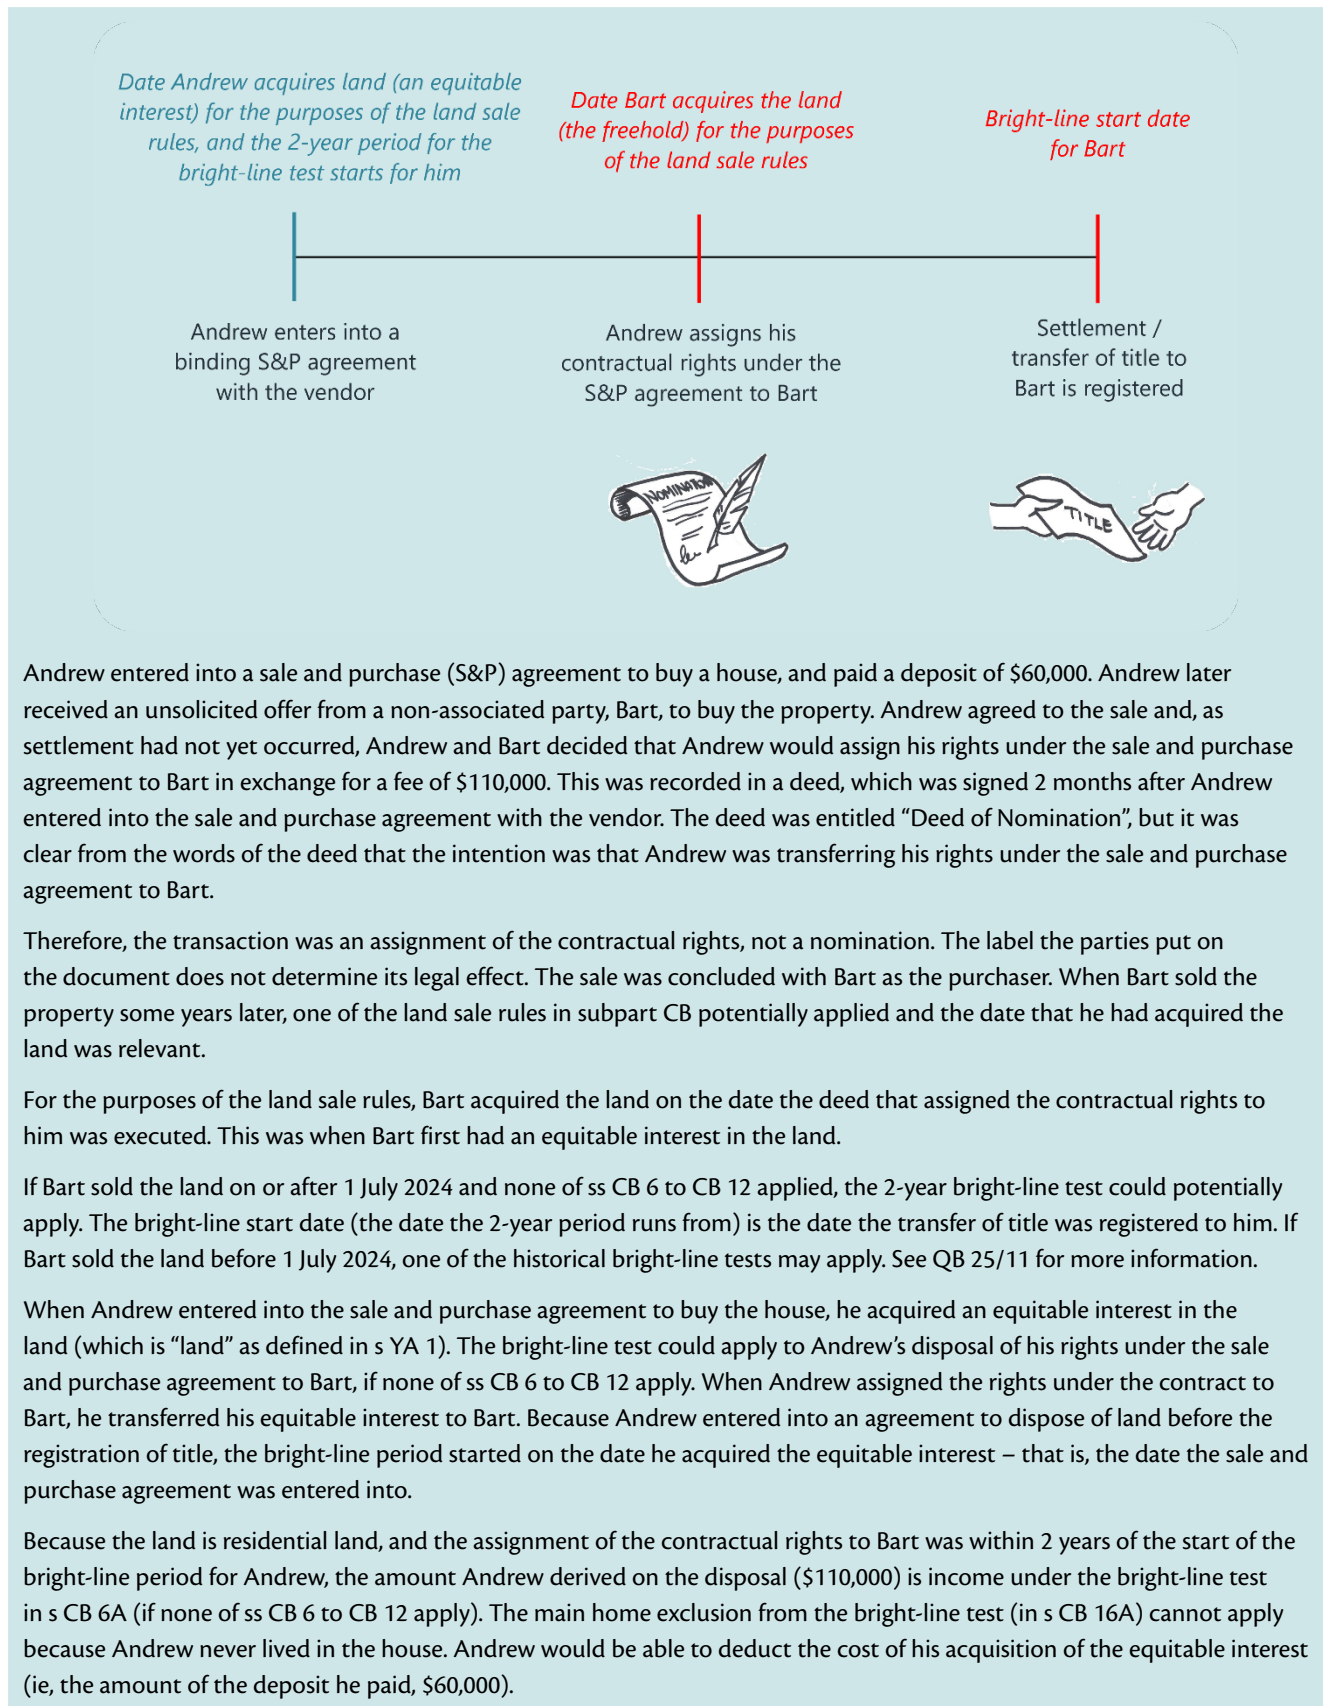 Date Andrew acquires land (an equitable
interest) for the purposes of the land sale
rules, and the 2-year period for the
bright-line test starts for him
Date Bart acquires the land
(the freehold) for the purposes
of the land sale rules
Bright-line start date
for Bart
Andrew enters into a
binding S&P agreement
with the vendor
Andrew assigns his
contractual rights under the
S&P agreement to Bart
Settlement /
transfer of title to
Bart is registered
NOMINATION
TITLE
Andrew entered into a sale and purchase (S&P) agreement to buy a house, and paid a deposit of $60,000. Andrew later
received an unsolicited offer from a non-associated party, Bart, to buy the property. Andrew agreed to the sale and, as
settlement had not yet occurred, Andrew and Bart decided that Andrew would assign his rights under the sale and purchase
agreement to Bart in exchange for a fee of $110,000. This was recorded in a deed, which was signed 2 months after Andrew
entered into the sale and purchase agreement with the vendor. The deed was entitled “Deed of Nomination”, but it was
clear from the words of the deed that the intention was that Andrew was transferring his rights under the sale and purchase
agreement to Bart.
Therefore, the transaction was an assignment of the contractual rights, not a nomination. The label the parties put on
the document does not determine its legal effect. The sale was concluded with Bart as the purchaser. When Bart sold the
property some years later, one of the land sale rules in subpart CB potentially applied and the date that he had acquired the
land was relevant.
For the purposes of the land sale rules, Bart acquired the land on the date the deed that assigned the contractual rights to
him was executed. This was when Bart first had an equitable interest in the land.
If Bart sold the land on or after 1 July 2024 and none of ss CB 6 to CB 12 applied, the 2-year bright-line test could potentially
apply. The bright-line start date (the date the 2-year period runs from) is the date the transfer of title was registered to him. If
Bart sold the land before 1 July 2024, one of the historical bright-line tests may apply. See QB 25/11 for more information.
When Andrew entered into the sale and purchase agreement to buy the house, he acquired an equitable interest in the
land (which is “land” as defined in s YA 1). The bright-line test could apply to Andrew’s disposal of his rights under the sale
and purchase agreement to Bart, if none of ss CB 6 to CB 12 apply. When Andrew assigned the rights under the contract to
Bart, he transferred his equitable interest to Bart. Because Andrew entered into an agreement to dispose of land before the
registration of title, the bright-line period started on the date he acquired the equitable interest – that is, the date the sale and
purchase agreement was entered into.
Because the land is residential land, and the assignment of the contractual rights to Bart was within 2 years of the start of the
bright-line period for Andrew, the amount Andrew derived on the disposal ($110,000) is income under the bright-line test
in s CB 6A (if none of ss CB 6 to CB 12 apply). The main home exclusion from the bright-line test (in s CB 16A) cannot apply
because Andrew never lived in the house. Andrew would be able to deduct the cost of his acquisition of the equitable interest
(ie, the amount of the deposit he paid, $60,000).